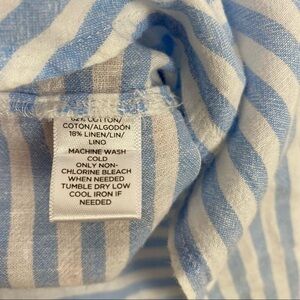 82% COTTON/
COTON/ALGODÓN
18% LINEN/LIN/
LINO
MACHINE WASH
COLD
ONLY NON-
CHLORINE BLEACH
WHEN NEEDED
TUMBLE DRY LOW
COOL IRON IF
NEEDED